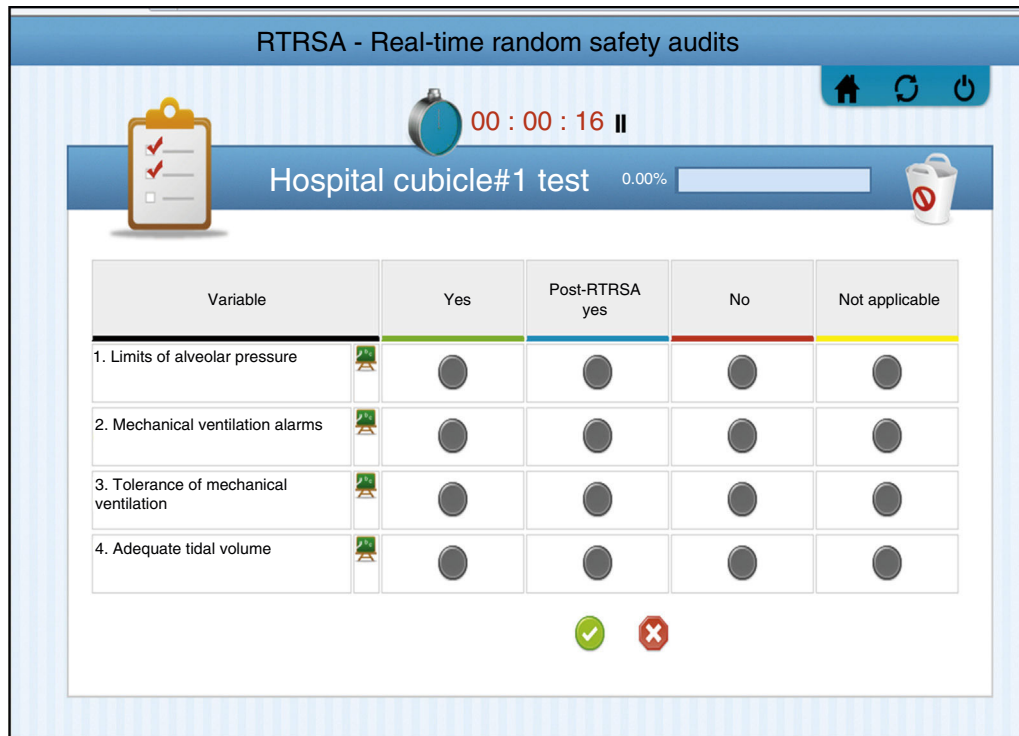 RTRSA - Real-time random safety audits
00 : 00 : 16
Hospital cubicle#1 test
0.00%
Variable
Yes
Post-RTRSA
yes
No
Not applicable
1. Limits of alveolar pressure
2. Mechanical ventilation alarms
3. Tolerance of mechanical
ventilation
4. Adequate tidal volume